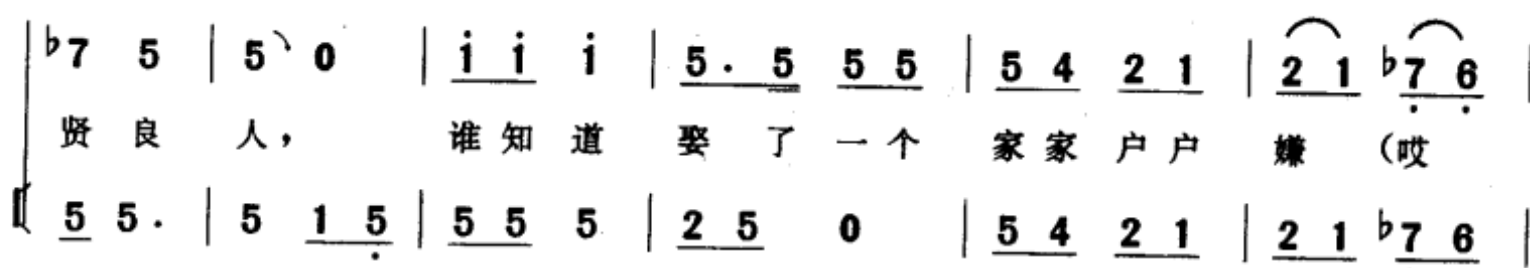 ♭7 5 | 5 0 | i i i | 5. 5 5 5 | 5 4 2 1 | 2 1 ♭7 6 |
贤 良 人， 谁 知 道 娶 了 一 个 家 家 户 户 嫌 （哎
5 5. | 5 1 5 | 5 5 5 | 2 5 0 | 5 4 2 1 | 2 1 ♭7 6 |